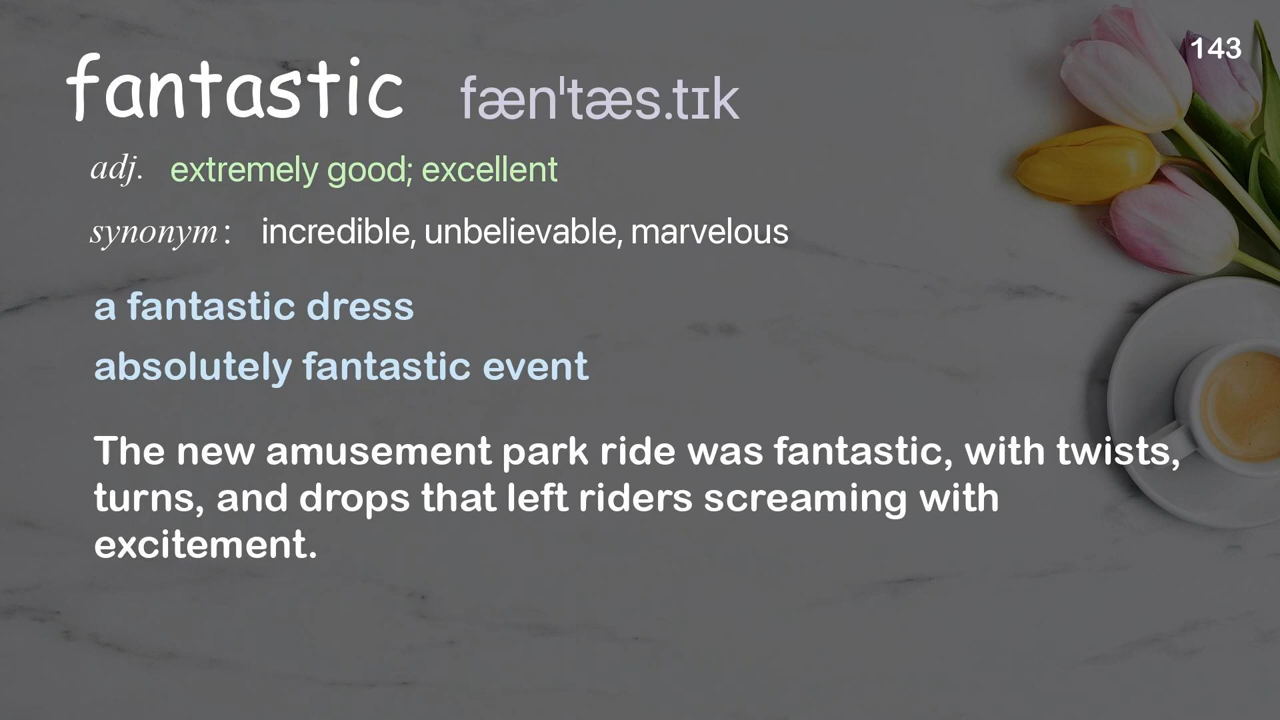 143
fantastic fæn'tæs.tɪk
adj. extremely good; excellent
synonym: incredible, unbelievable, marvelous
a fantastic dress
absolutely fantastic event
The new amusement park ride was fantastic, with twists,
turns, and drops that left riders screaming with
excitement.